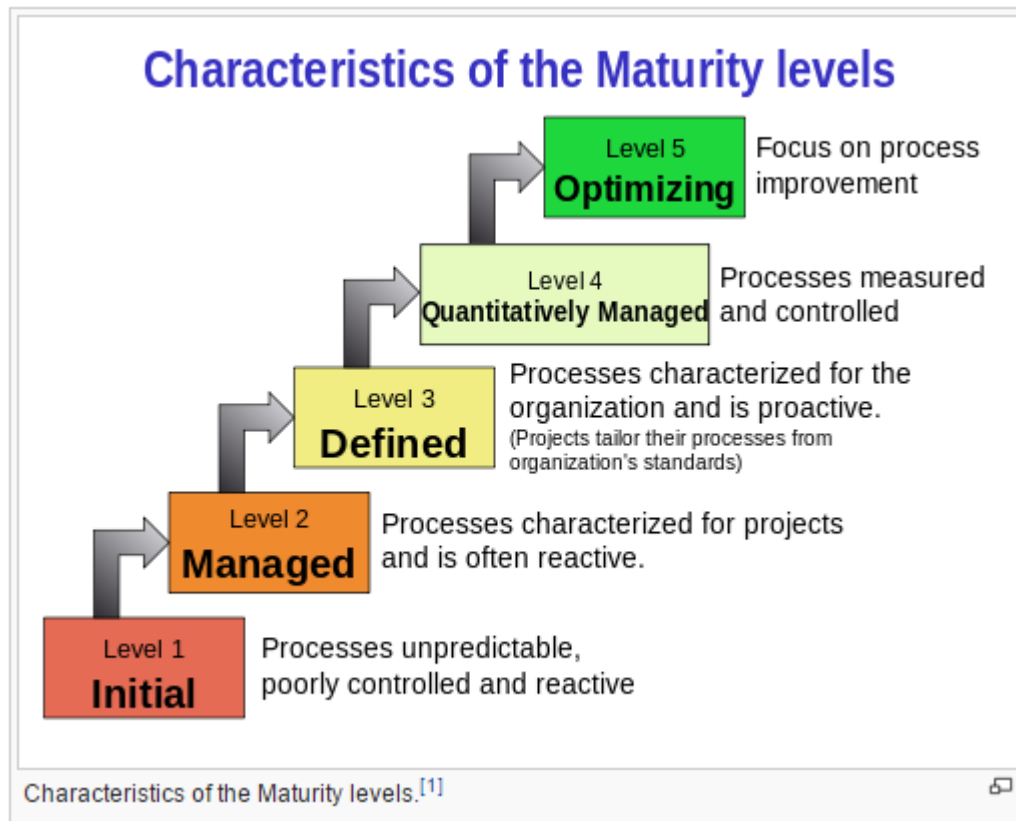 Characteristics of the Maturity levels
Level 5
Optimizing
Focus on process
improvement
Level 4
Quantitatively Managed
Processes measured
and controlled
Level 3
Defined
Processes characterized for the
organization and is proactive.
(Projects tailor their processes from
organization's standards)
Level 2
Managed
Processes characterized for projects
and is often reactive.
Level 1
Initial
Processes unpredictable,
poorly controlled and reactive
Characteristics of the Maturity levels.[1]